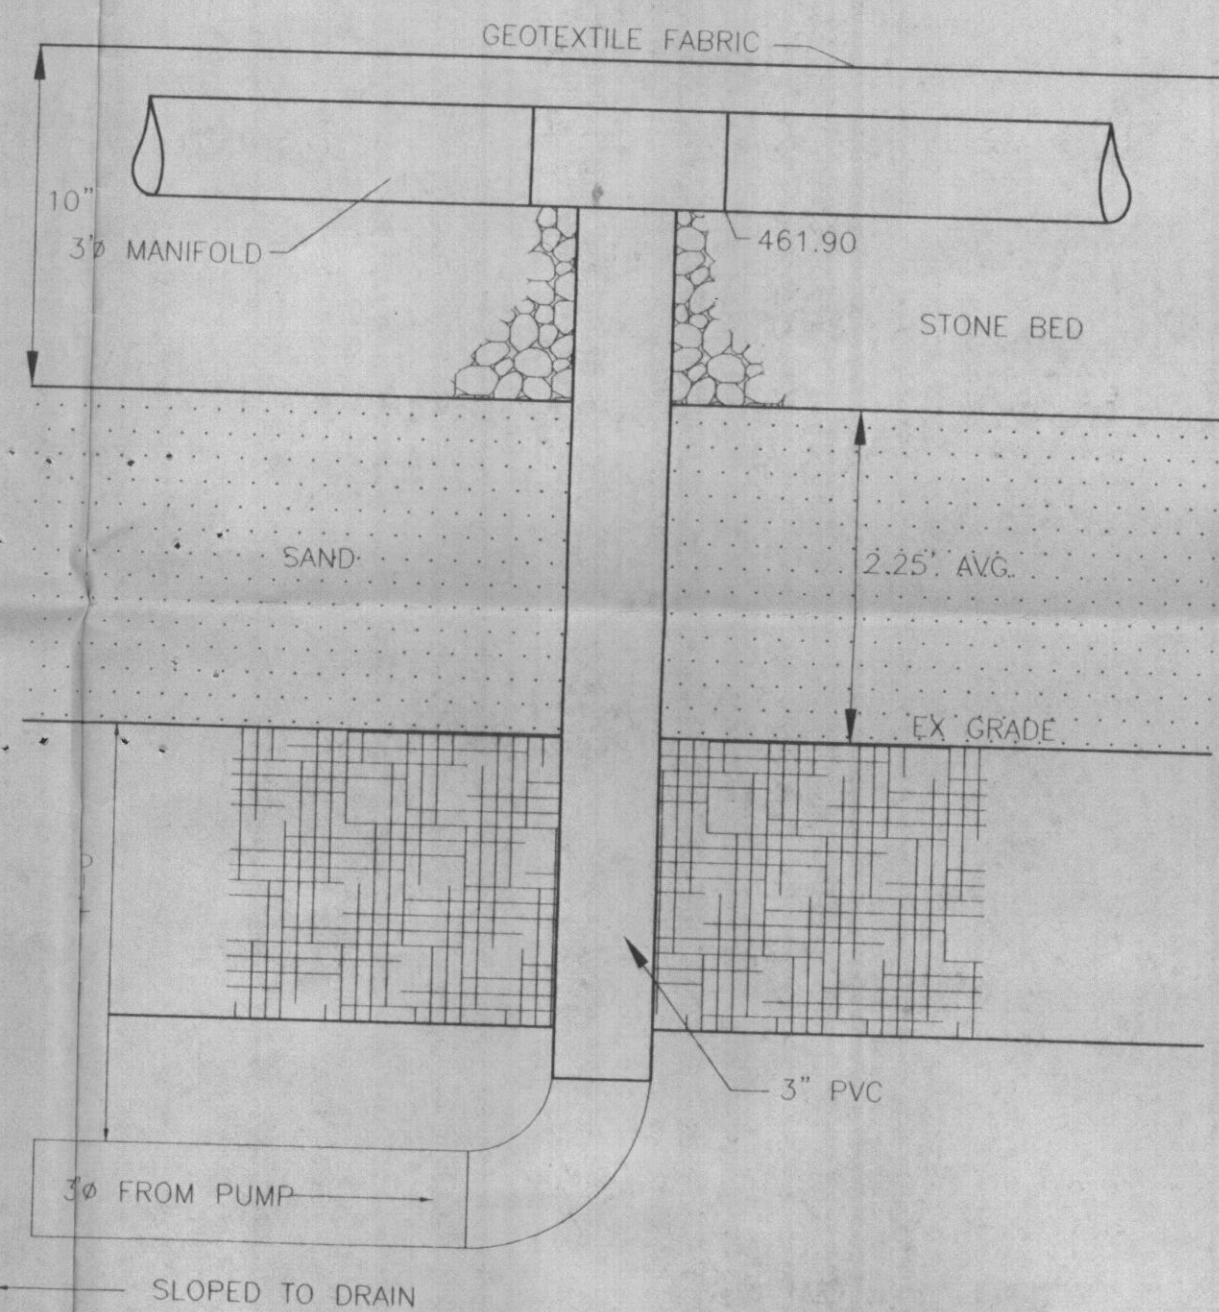 GEOTEXTILE FABRIC
10"
3"ø MANIFOLD
461.90
STONE BED
SAND
2.25' AVG.
EX GRADE
3" PVC
3"ø FROM PUMP
SLOPED TO DRAIN